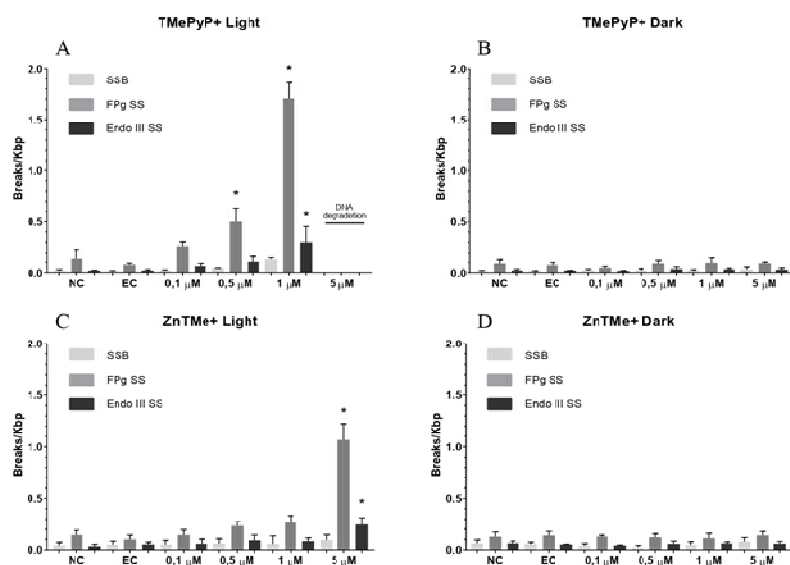 TMePyP+ Light
A
SSB
FPg SS
Endo III SS
Breaks/Kbp
2.0
1.5
1.0
0.5
0.0
*
*
*
DNA
degradetion
NC EC 0,1 µM 0,5 µM 1 µM 5 µM
TMePyP+ Dark
B
SSB
FPg SS
Endo III SS
Breaks/Kbp
2.0
1.5
1.0
0.5
0.0
NC EC 0,1 µM 0,5 µM 1 µM 5 µM
ZnTMe+ Light
C
SSB
FPg SS
Endo III SS
Breaks/Kbp
2.0
1.5
1.0
0.5
0.0
*
*
NC EC 0,1 µM 0,5 µM 1 µM 5 µM
ZnTMe+ Dark
D
SSB
FPg SS
Endo III SS
Breaks/Kbp
2.0
1.5
1.0
0.5
0.0
NC EC 0,1 µM 0,5 µM 1 µM 5 µM